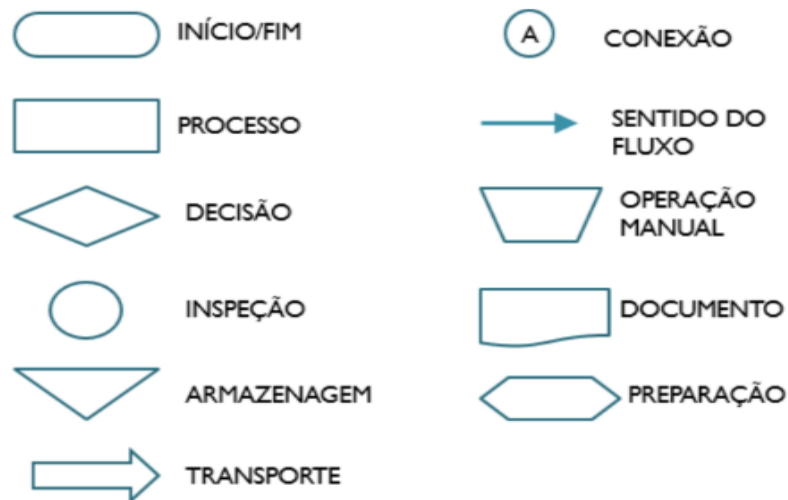 INÍCIO/FIM
PROCESSO
DECISÃO
INSPEÇÃO
ARMAZENAGEM
TRANSPORTE
A
CONEXÃO
SENTIDO DO
FLUXO
OPERAÇÃO
MANUAL
DOCUMENTO
PREPARAÇÃO